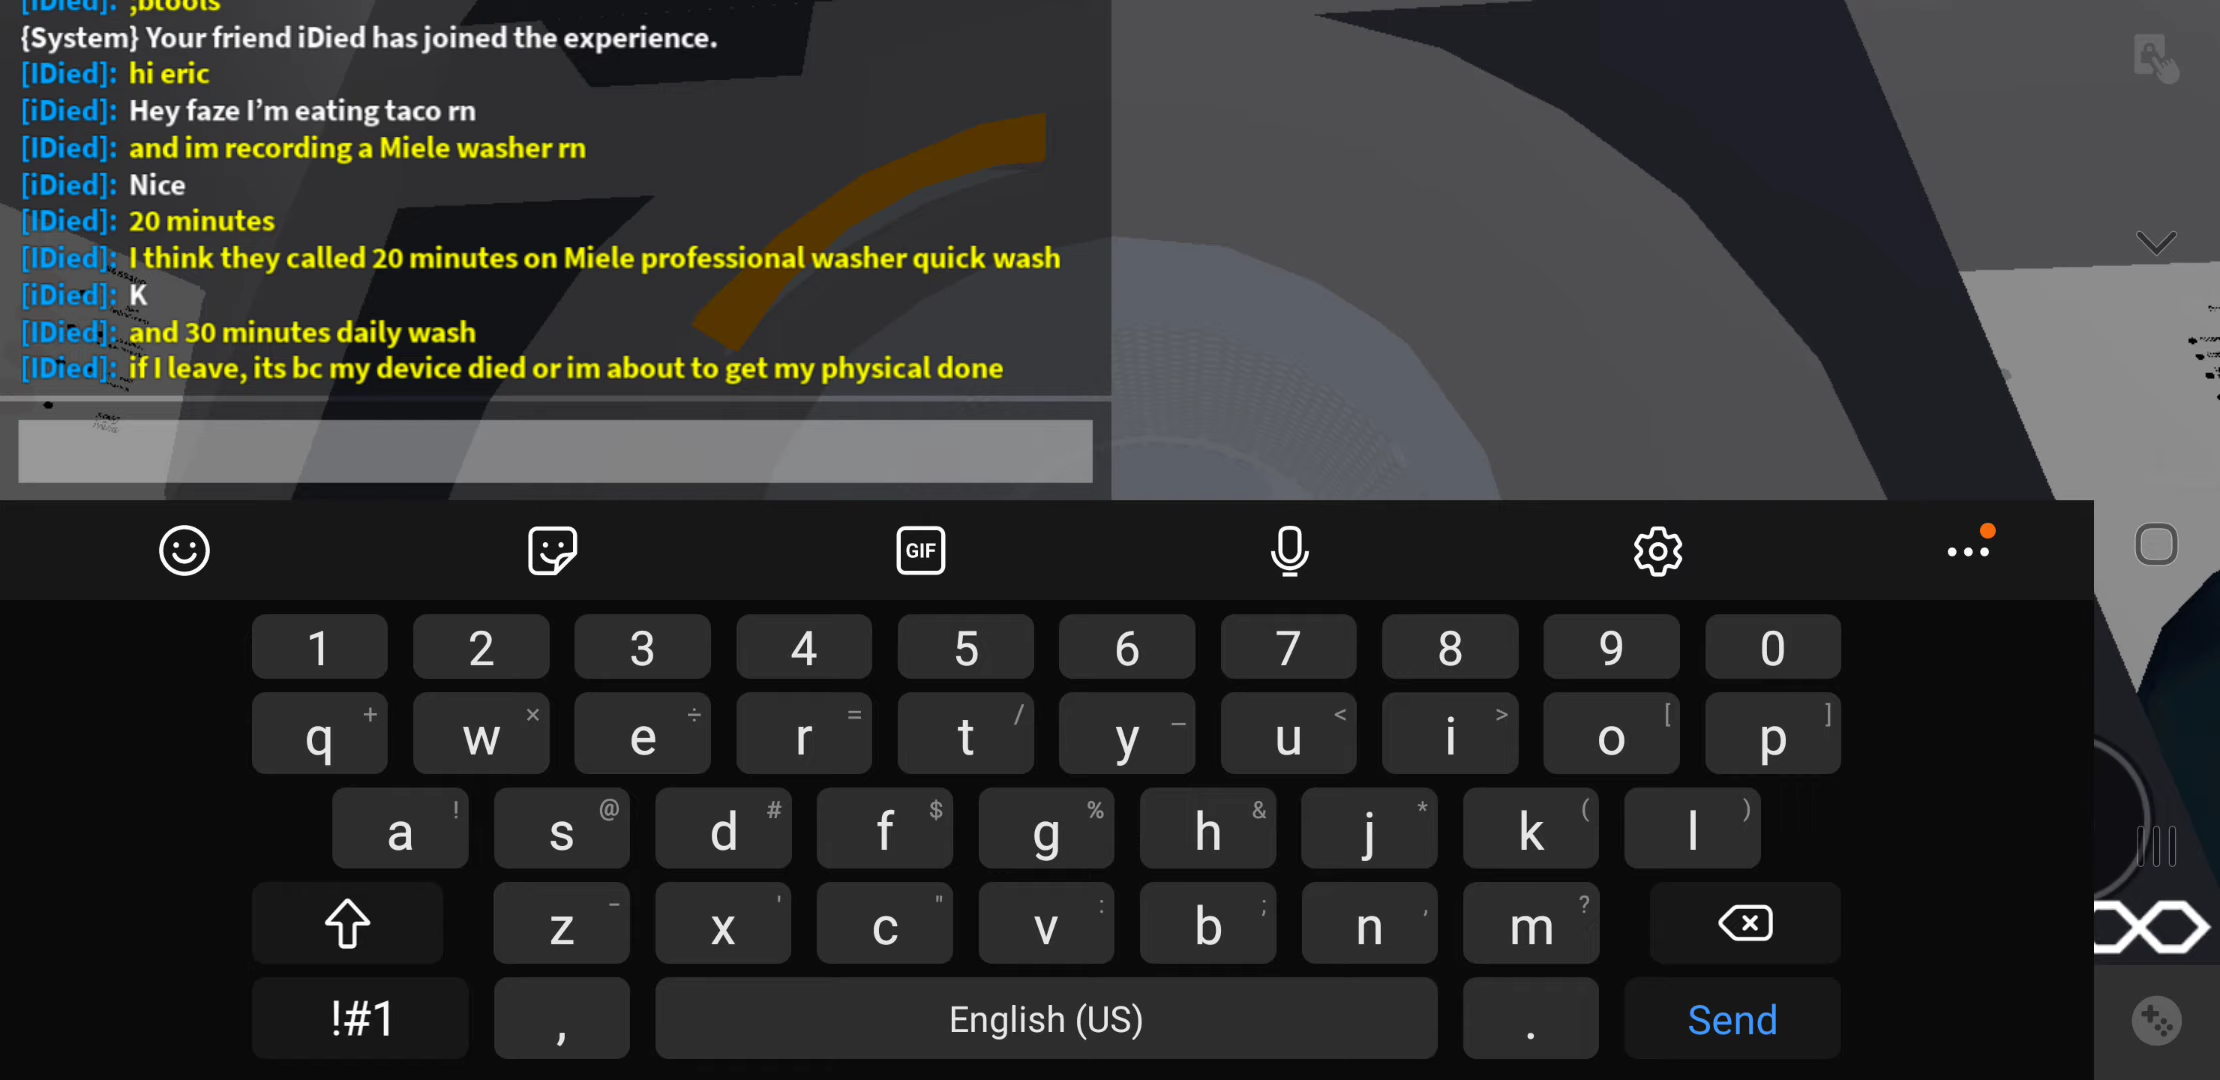 [IDied]: ;btools
{System} Your friend iDied has joined the experience.
[IDied]: hi eric
[iDied]: Hey faze I’m eating taco rn
[IDied]: and im recording a Miele washer rn
[iDied]: Nice
[IDied]: 20 minutes
[IDied]: I think they called 20 minutes on Miele professional washer quick wash
[iDied]: K
[IDied]: and 30 minutes daily wash
[IDied]: if I leave, its bc my device died or im about to get my physical done
GIF
1 2 3 4 5 6 7 8 9 0
q + w × e ÷ r = t / y _ u < i > o [ p ]
a ! s @ d # f $ g % h & j * k ( l )
z - x ' c " v : b ; n , m ?
!#1 , English (US) . Send